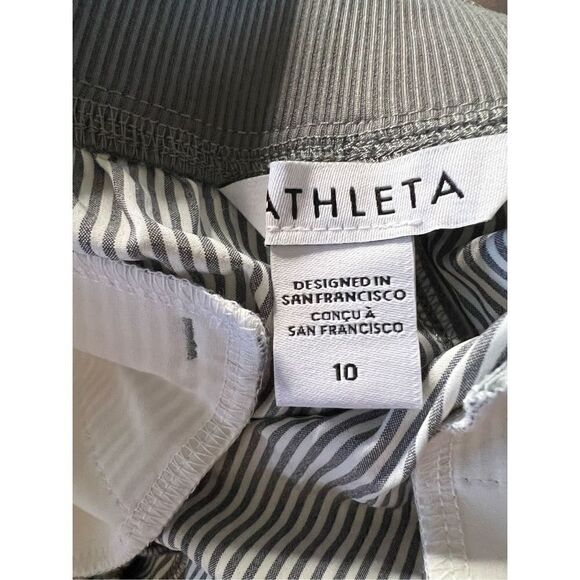 ATHLETA
DESIGNED IN
SAN FRANCISCO
CONÇU À
SAN FRANCISCO
10